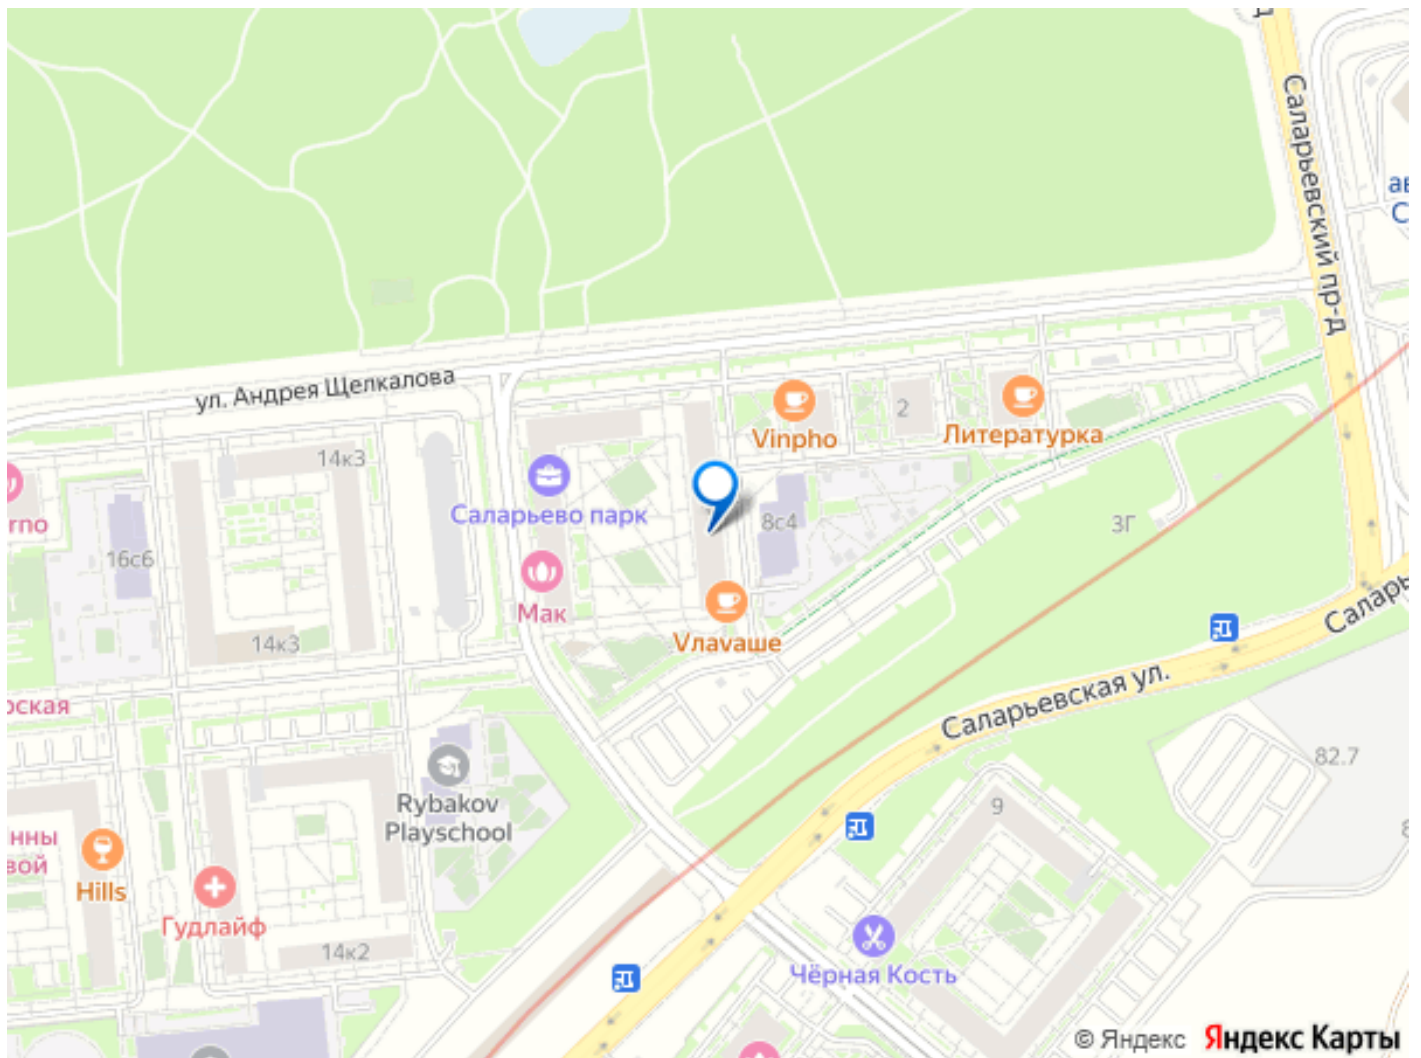 Саларьевский пр-д
ул. Андрея Щелкалова
Vinpho
2
Литературка
14к3
Саларьево парк
8с4
3Г
16с6
Мак
Vлаvаше
14к3
Саларьевская ул.
82.7
Rybakov
Playschool
9
Hills
Гудлайф
14к2
Чёрная Кость
© Яндекс Яндекс Карты